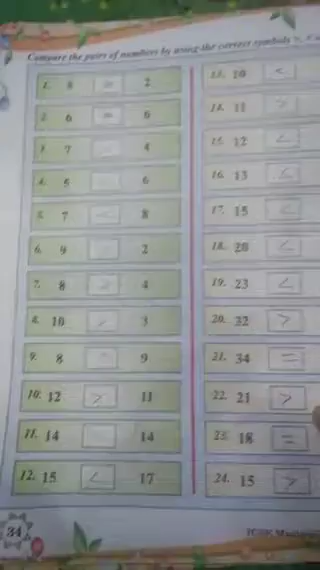 Compare the pairs of numbers by using the correct symbols
1. 2
2. 6 = 6
3. 7 4
4. 5 6
5. 7 < 8
6. 9 2
7. 8 > 4
8. 10 > 3
9. 8 9
10. 12 > 11
11. 14 14
12. 15 < 17
13. 10 <
14. 11 >
15. 12 <
16. 13 <
17. 15 <
18. 20 <
19. 23 <
20. 32 >
21. 34 =
22. 21 >
23. 18 =
24. 15 >
34